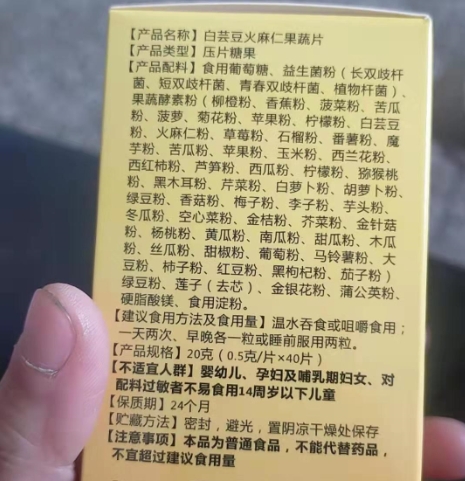 【产品名称】白芸豆火麻仁果蔬片
【产品类型】压片糖果
【产品配料】食用葡萄糖、益生菌粉（长双歧杆
菌、短双歧杆菌、青春双歧杆菌、植物杆菌）、
果蔬酵素粉（柳橙粉、香蕉粉、菠菜粉、苦瓜
粉、菠萝、菊花粉、苹果粉、柠檬粉、白芸豆
粉、火麻仁粉、草莓粉、石榴粉、番薯粉、魔
芋粉、苦瓜粉、苹果粉、玉米粉、西兰花粉、
西红柿粉、芦笋粉、西瓜粉、柠檬粉、猕猴桃
粉、黑木耳粉、芹菜粉、白萝卜粉、胡萝卜粉、
绿豆粉、香菇粉、梅子粉、李子粉、芋头粉、
冬瓜粉、空心菜粉、金桔粉、芥菜粉、金针菇
粉、杨桃粉、黄瓜粉、南瓜粉、甜瓜粉、木瓜
粉、丝瓜粉、甜椒粉、葡萄粉、马铃薯粉、大
豆粉、柿子粉、红豆粉、黑枸杞粉、茄子粉）
绿豆粉、莲子（去芯）、金银花粉、蒲公英粉、
硬脂酸镁、食用淀粉。
【建议食用方法及食用量】温水吞食或咀嚼食用；
一天两次、早晚各一粒或睡前服用两粒。
【产品规格】20克（0.5克/片×40片）
【不适宜人群】婴幼儿、孕妇及哺乳期妇女、对
配料过敏者不易食用14周岁以下儿童
【保质期】24个月
【贮藏方法】密封，避光，置阴凉干燥处保存
【注意事项】本品为普通食品，不能代替药品，
不宜超过建议食用量